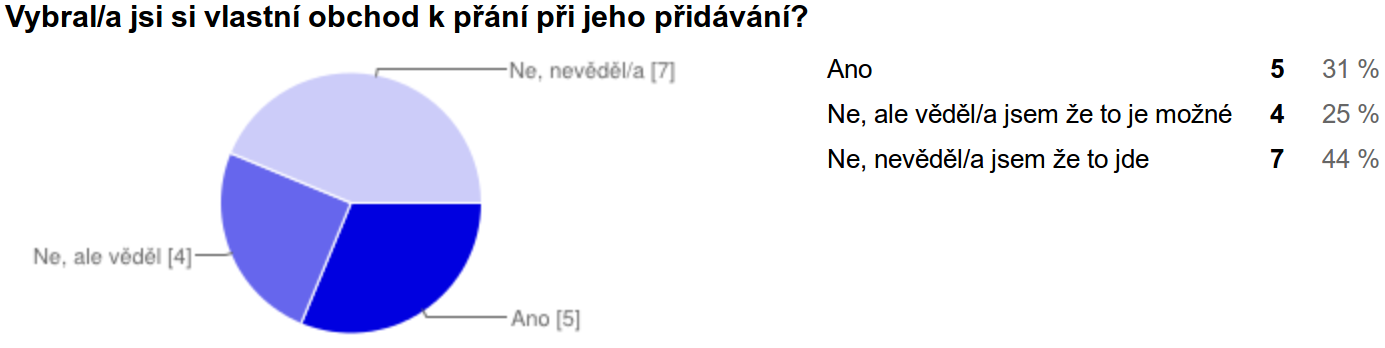 Vybral/a jsi si vlastní obchod k přání při jeho přidávání?
Ne, nevěděl/a [7]
Ne, ale věděl [4]
Ano [5]
Ano 5 31 %
Ne, ale věděl/a jsem že to je možné 4 25 %
Ne, nevěděl/a jsem že to jde 7 44 %